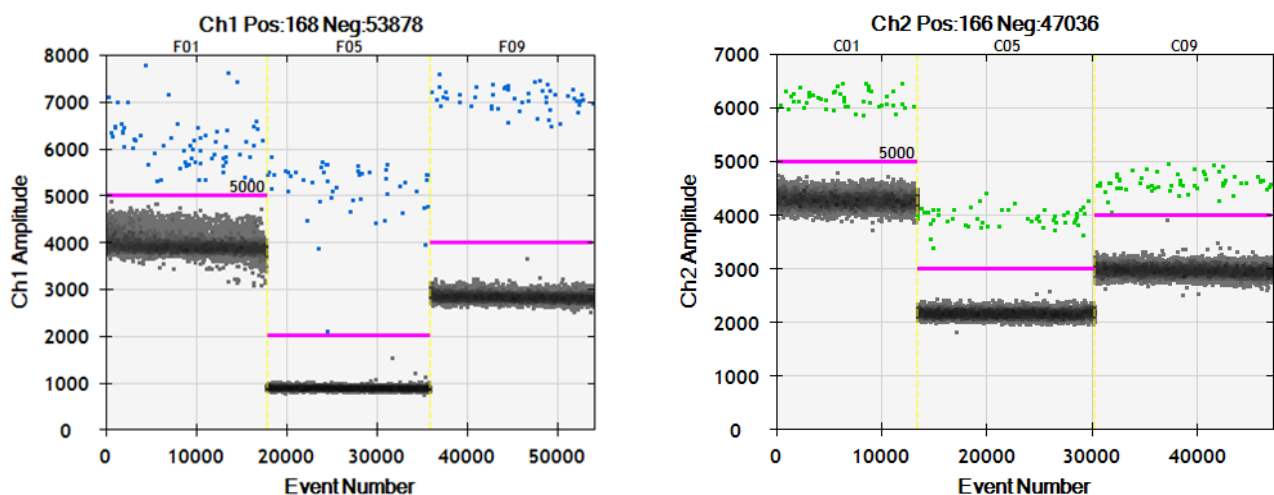 Ch1 Pos:168 Neg:53878
F01 F05 F09
8000
7000
6000
5000
4000
3000
2000
1000
0
5000
Ch1 Amplitude
0 10000 20000 30000 40000 50000
Event Number
Ch2 Pos:166 Neg:47036
C01 C05 C09
7000
6000
5000
4000
3000
2000
1000
0
5000
Ch2 Amplitude
0 10000 20000 30000 40000
Event Number